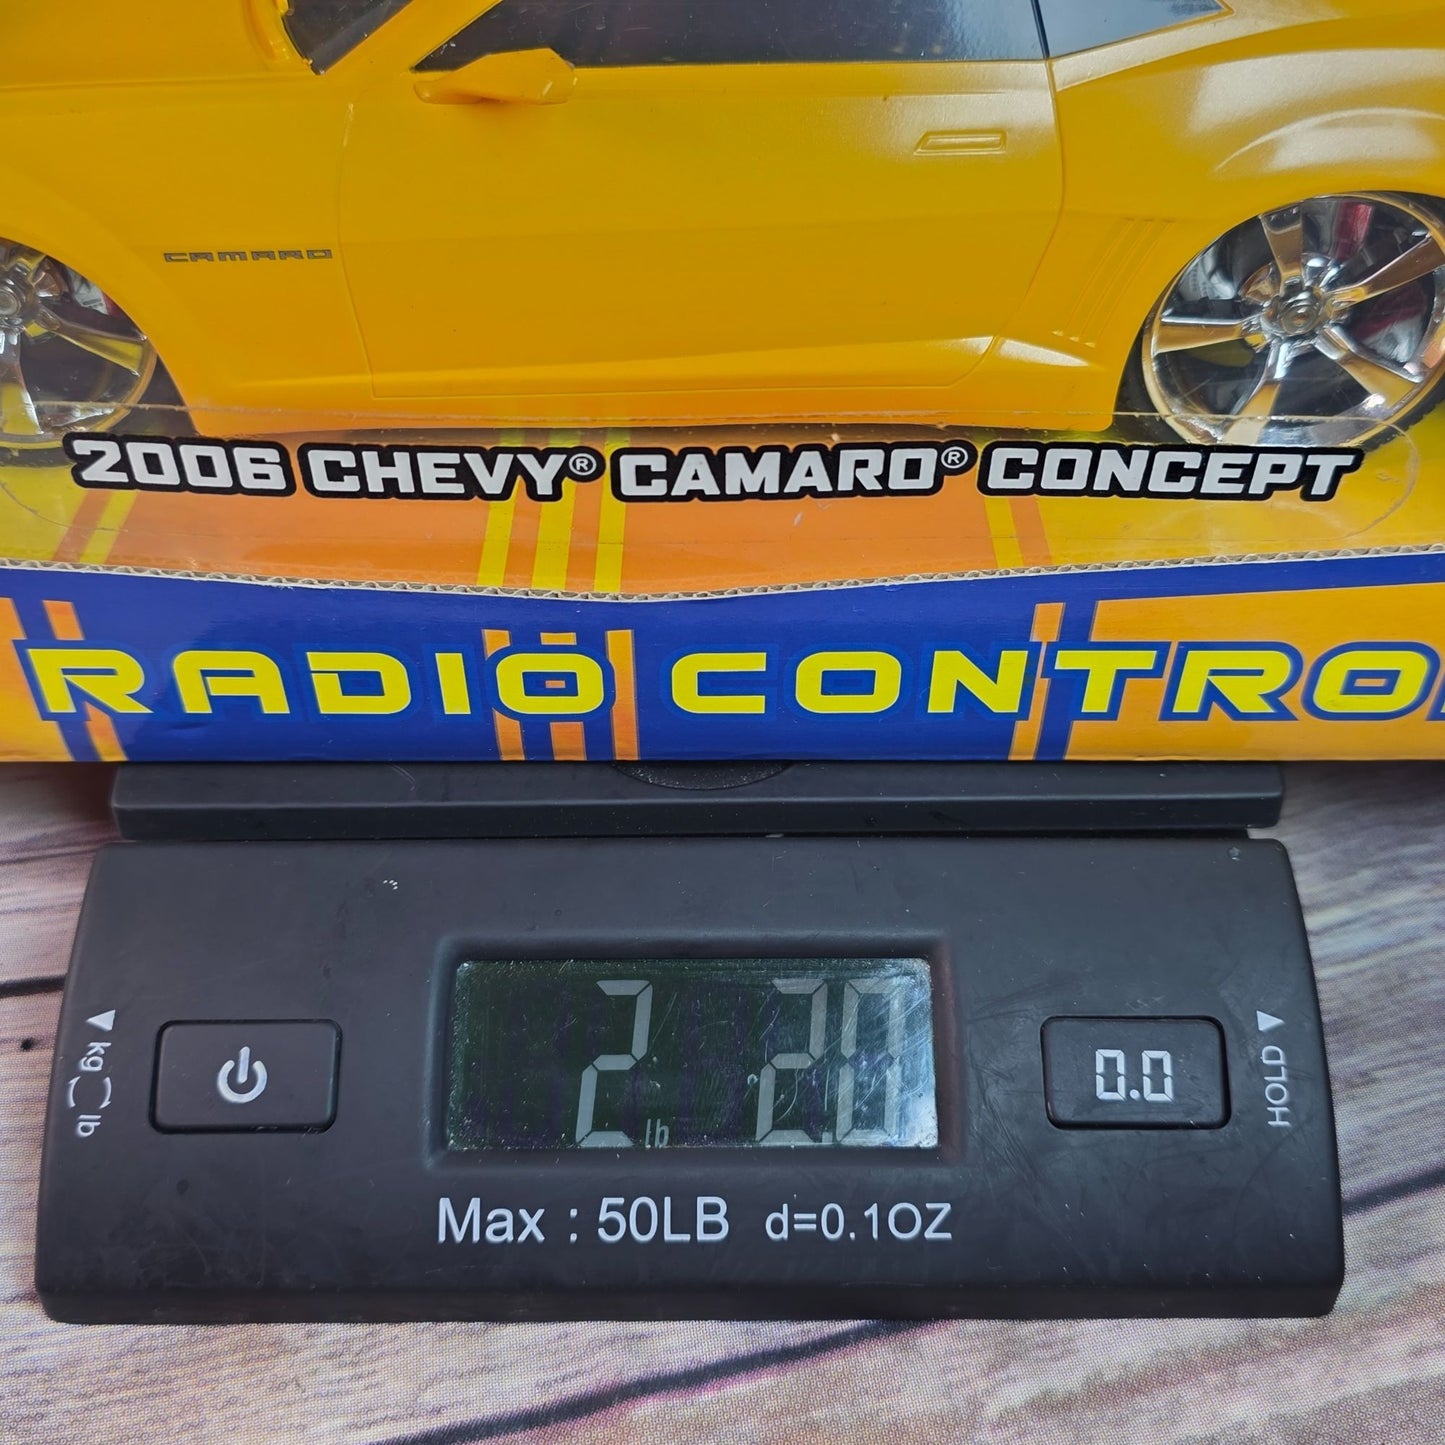 CAMARO
2006 CHEVY® CAMARO® CONCEPT
RADIO CONTRO
2 lb 2.0
kg lb
0.0
HOLD
Max : 50LB d=0.1OZ